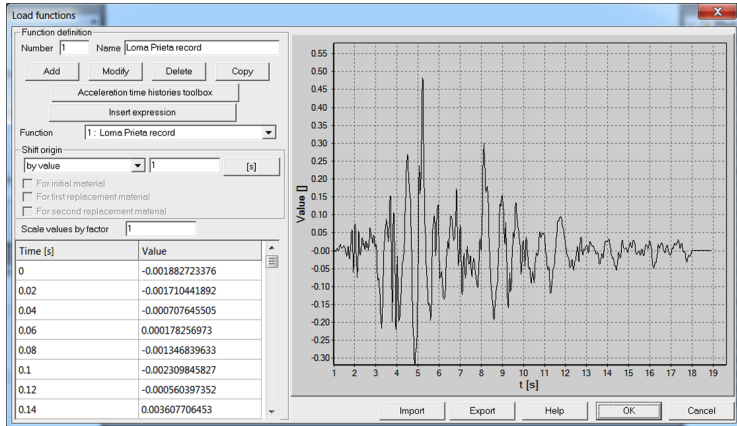 Load functions
Function definition
Number 1 Name Loma Prieta record
Add Modify Delete Copy
Acceleration time histories toolbox
Insert expression
Function 1 : Loma Prieta record
Shift origin
by value 1 [s]
For initial material
For first replacement material
For second replacement material
Scale values by factor 1
Time [s] Value
0 -0.001882723376
0.02 -0.001710441892
0.04 -0.000707645505
0.06 0.000178256973
0.08 -0.001346839633
0.1 -0.002309845827
0.12 -0.000560397352
0.14 0.003607706453
Value []
0.55
0.50
0.45
0.40
0.35
0.30
0.25
0.20
0.15
0.10
0.05
-0.00
-0.05
-0.10
-0.15
-0.20
-0.25
-0.30
1 2 3 4 5 6 7 8 9 10 11 12 13 14 15 16 17 18 19
t [s]
Import Export Help OK Cancel